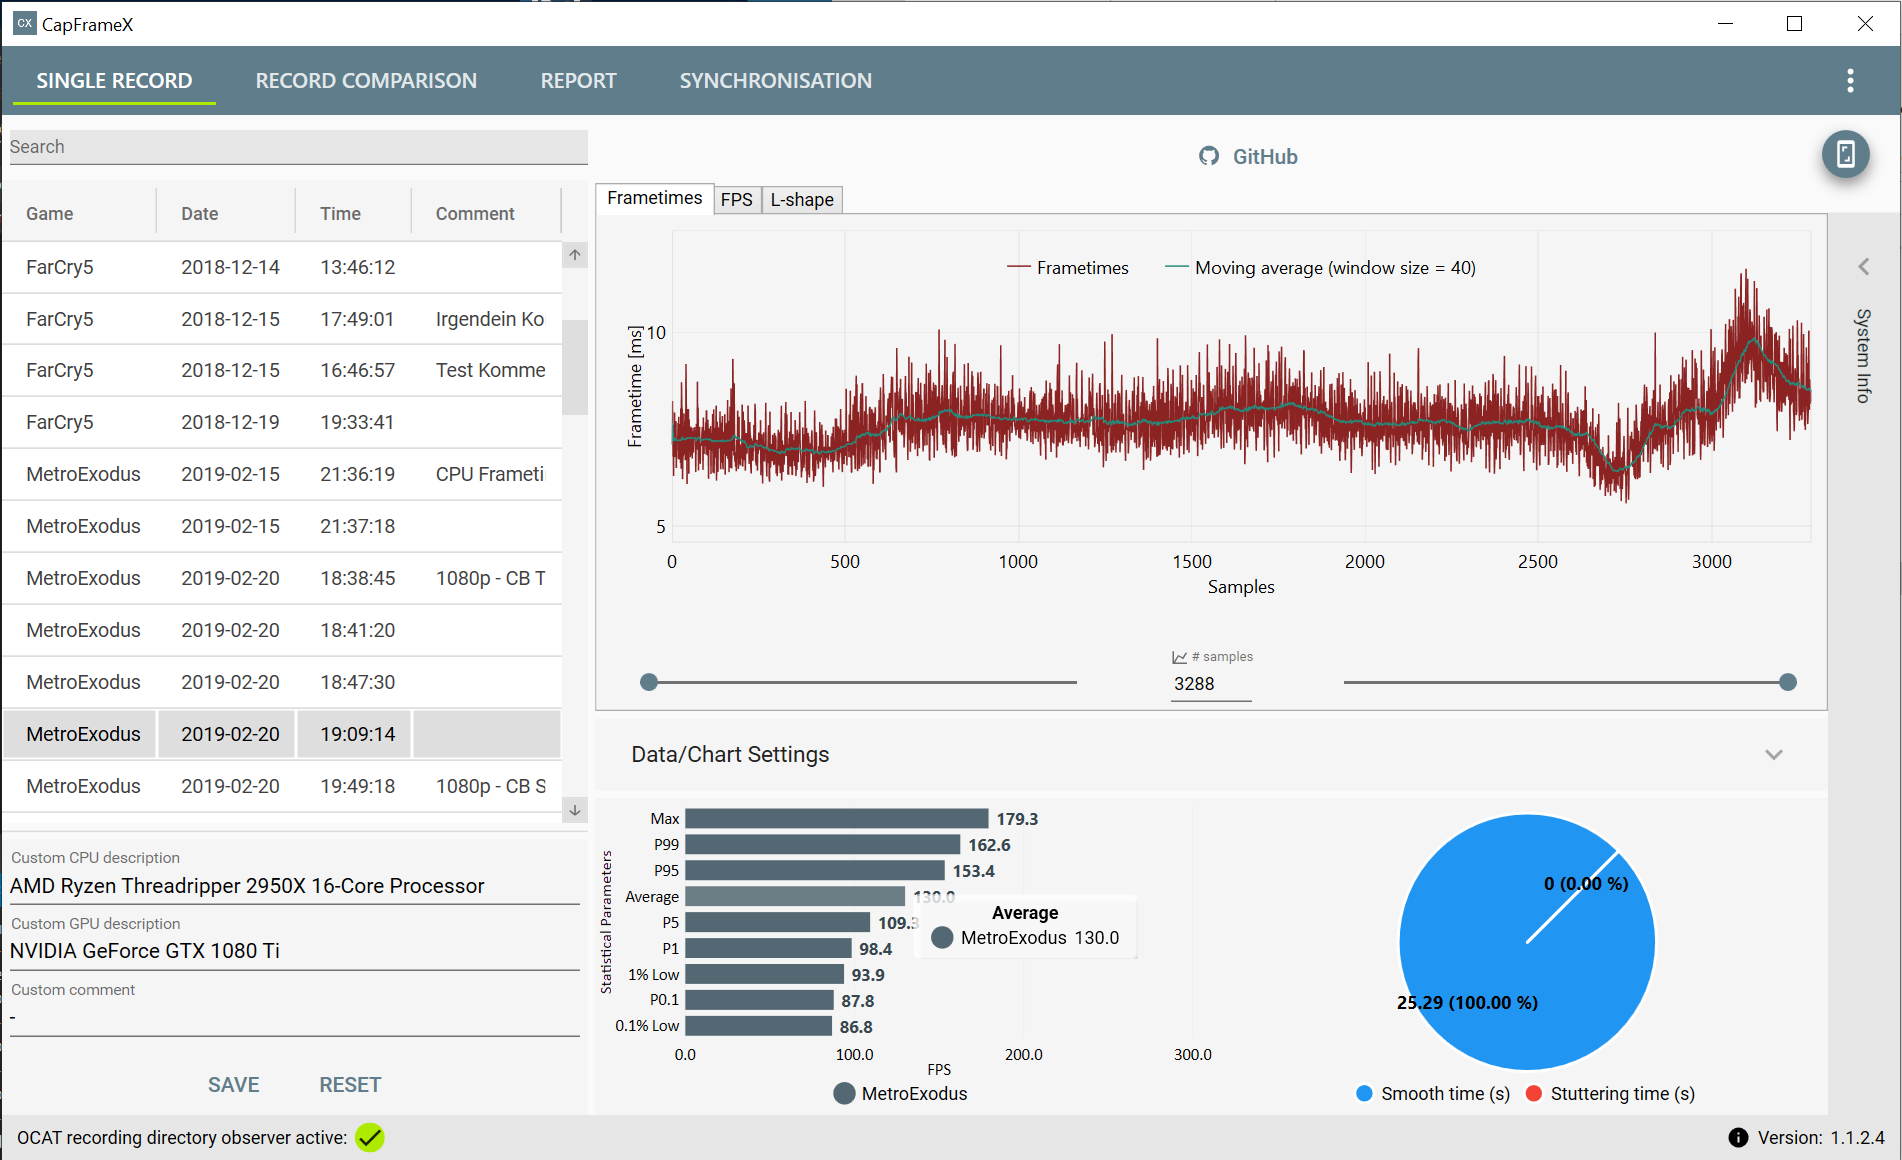 CX CapFrameX
SINGLE RECORD RECORD COMPARISON REPORT SYNCHRONISATION
Search
GitHub
Game Date Time Comment
FarCry5 2018-12-14 13:46:12
FarCry5 2018-12-15 17:49:01 Irgendein Ko
FarCry5 2018-12-15 16:46:57 Test Komme
FarCry5 2018-12-19 19:33:41
MetroExodus 2019-02-15 21:36:19 CPU Frameti
MetroExodus 2019-02-15 21:37:18
MetroExodus 2019-02-20 18:38:45 1080p - CB T
MetroExodus 2019-02-20 18:41:20
MetroExodus 2019-02-20 18:47:30
MetroExodus 2019-02-20 19:09:14
MetroExodus 2019-02-20 19:49:18 1080p - CB S
Custom CPU description
AMD Ryzen Threadripper 2950X 16-Core Processor
Custom GPU description
NVIDIA GeForce GTX 1080 Ti
Custom comment
-
SAVE RESET
Frametimes FPS L-shape
Frametimes Moving average (window size = 40)
Frametime [ms]
10
5
0 500 1000 1500 2000 2500 3000
Samples
# samples
3288
System Info
Data/Chart Settings
Statistical Parameters
Max 179.3
P99 162.6
P95 153.4
Average 130.0
P5 109.3
P1 98.4
1% Low 93.9
P0.1 87.8
0.1% Low 86.8
0.0 100.0 200.0 300.0
FPS
MetroExodus
Average
MetroExodus 130.0
0 (0.00 %)
25.29 (100.00 %)
Smooth time (s) Stuttering time (s)
OCAT recording directory observer active:
Version: 1.1.2.4